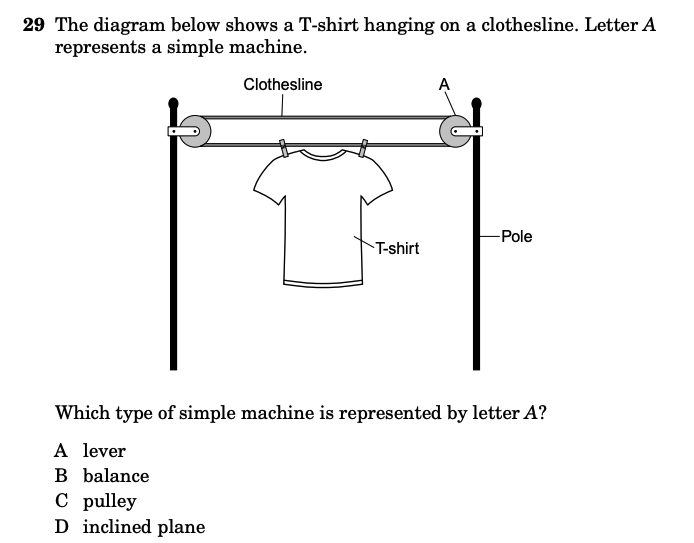 29 The diagram below shows a T-shirt hanging on a clothesline. Letter A
represents a simple machine.
Clothesline
A
T-shirt
Pole
Which type of simple machine is represented by letter A?
A lever
B balance
C pulley
D inclined plane